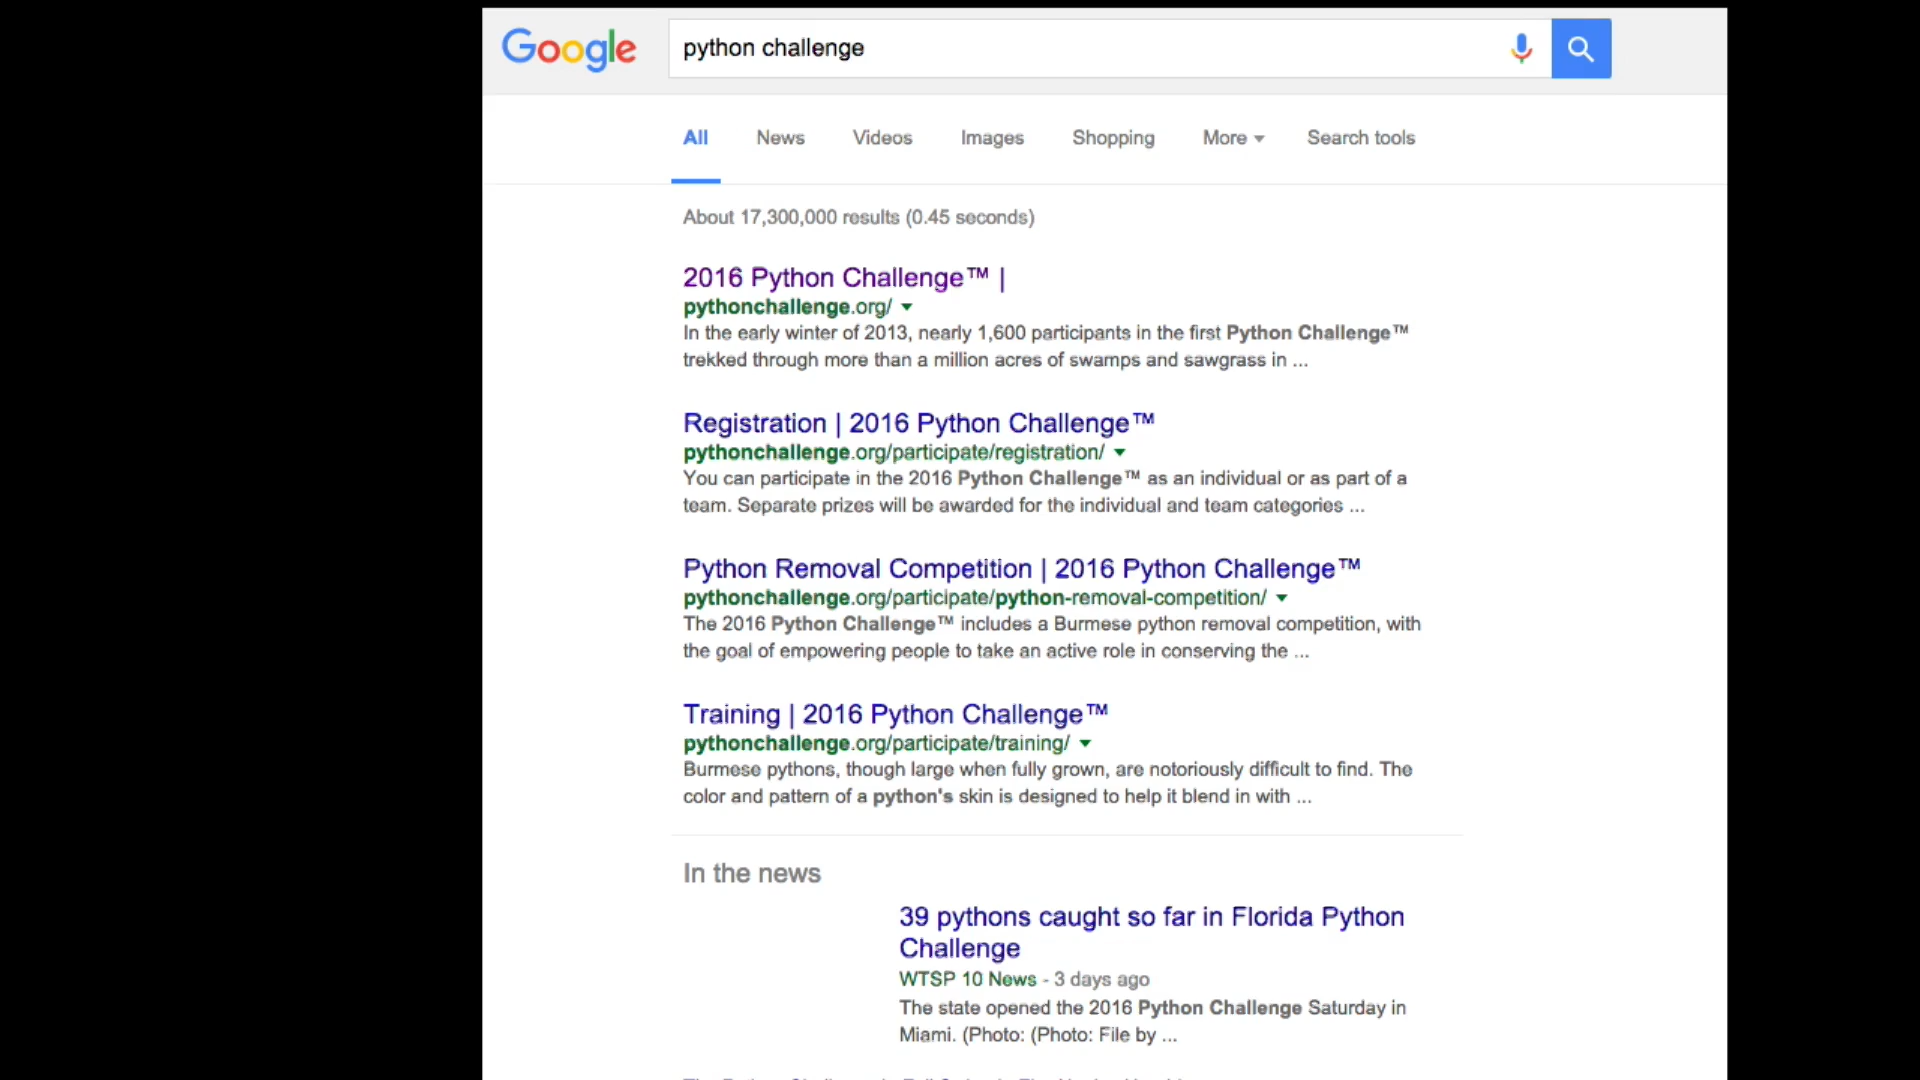 Google
python challenge
All News Videos Images Shopping More Search tools
About 17,300,000 results (0.45 seconds)
2016 Python Challenge™ |
pythonchallenge.org/
In the early winter of 2013, nearly 1,600 participants in the first Python Challenge™
trekked through more than a million acres of swamps and sawgrass in ...
Registration | 2016 Python Challenge™
pythonchallenge.org/participate/registration/
You can participate in the 2016 Python Challenge™ as an individual or as part of a
team. Separate prizes will be awarded for the individual and team categories ...
Python Removal Competition | 2016 Python Challenge™
pythonchallenge.org/participate/python-removal-competition/
The 2016 Python Challenge™ includes a Burmese python removal competition, with
the goal of empowering people to take an active role in conserving the ...
Training | 2016 Python Challenge™
pythonchallenge.org/participate/training/
Burmese pythons, though large when fully grown, are notoriously difficult to find. The
color and pattern of a python's skin is designed to help it blend in with ...
In the news
39 pythons caught so far in Florida Python
Challenge
WTSP 10 News - 3 days ago
The state opened the 2016 Python Challenge Saturday in
Miami. (Photo: (Photo: File by ...